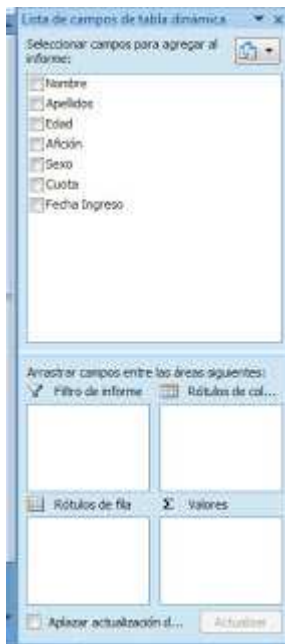 Lista de campos de tabla dinámica
Seleccionar campos para agregar al
informe:
Nombre
Apellidos
Edad
Afición
Sexo
Cuota
Fecha Ingreso
Arrastrar campos entre las áreas siguientes:
Filtro de informe
Rótulos de col...
Rótulos de fila
Σ Valores
Aplazar actualización d...
Actualizar